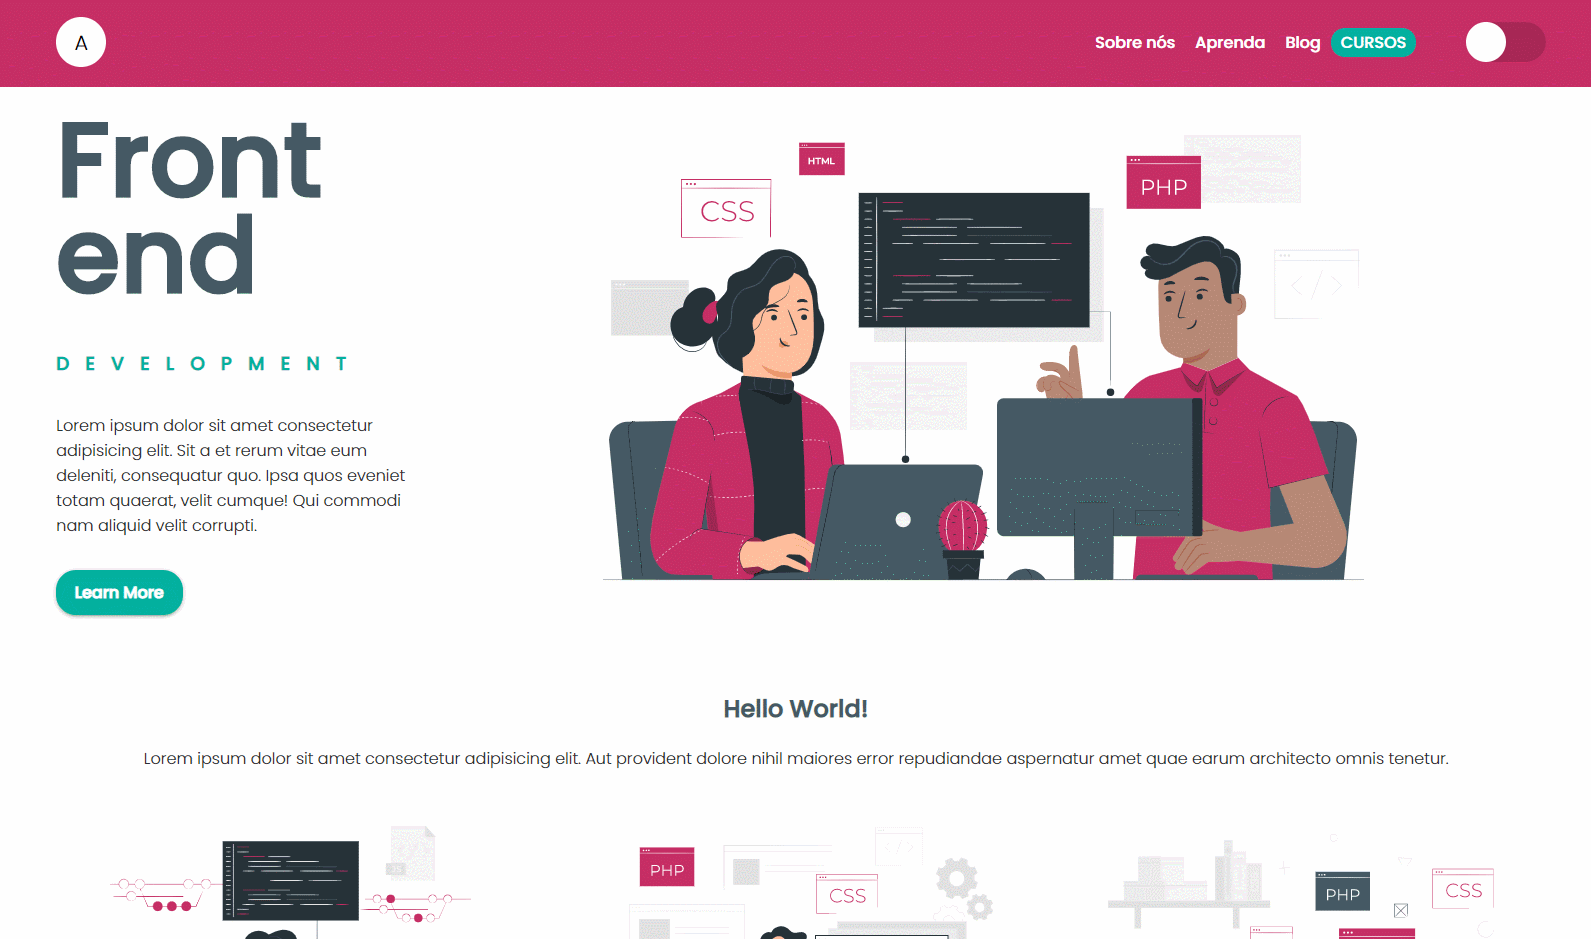 A
Sobre nós Aprenda Blog CURSOS
Front
end
DEVELOPMENT
Lorem ipsum dolor sit amet consectetur
adipisicing elit. Sit a et rerum vitae eum
deleniti, consequatur quo. Ipsa quos eveniet
totam quaerat, velit cumque! Qui commodi
nam aliquid velit corrupti.
Learn More
HTML
CSS
PHP
</>
Hello World!
Lorem ipsum dolor sit amet consectetur adipisicing elit. Aut provident dolore nihil maiores error repudiandae aspernatur amet quae earum architecto omnis tenetur.
PHP
CSS
</>
PHP
CSS